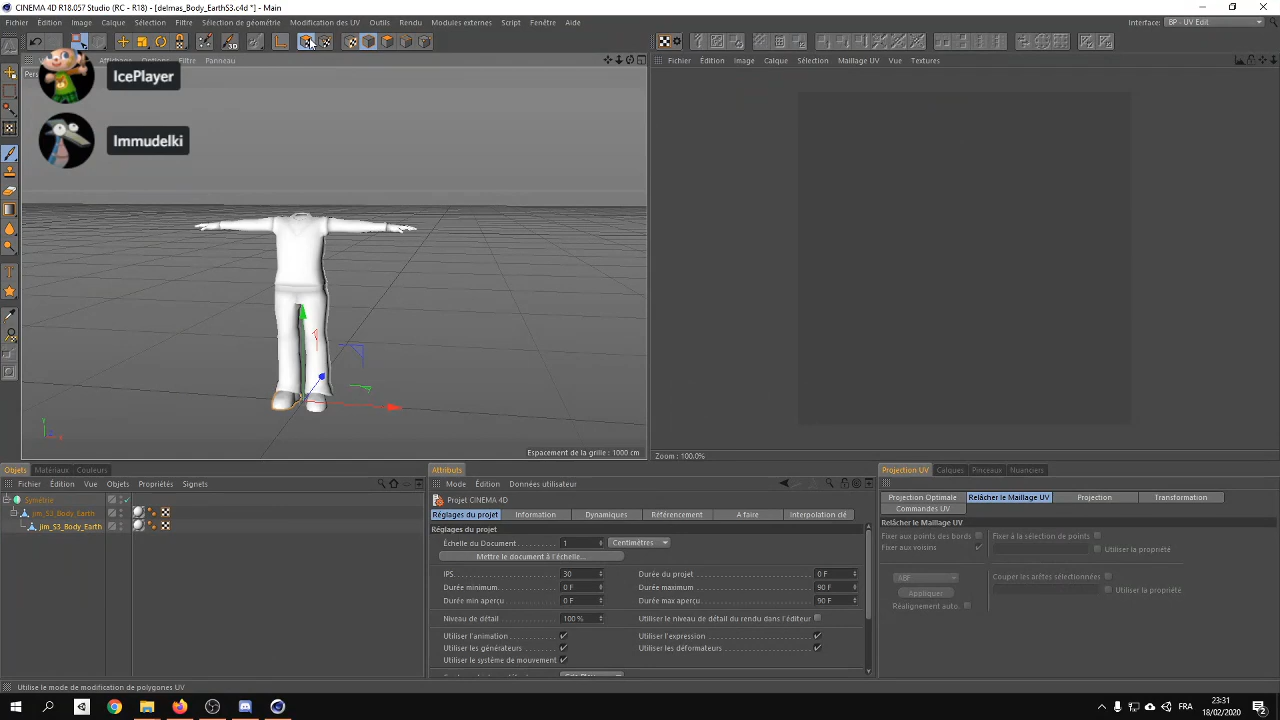 CINEMA 4D R18.057 Studio (RC - R18) - [delmas_Body_EarthS3.c4d *] - Main
Fichier Édition Image Calque Sélection Filtre Sélection de géométrie Modification des UV Outils Rendu Modules externes Script Fenêtre Aide
Interface: BP - UV Edit
Affichage Options Filtre Panneau
Fichier Édition Image Calque Sélection Maillage UV Vue Textures
IcePlayer
Immudelki
Espacement de la grille : 1000 cm
Zoom : 100.0%
Objets Matériaux Couleurs
Fichier Édition Vue Objets Propriétés Signets
Symétrie
jim_S3_Body_Earth
jim_S3_Body_Earth
Attributs
Mode Édition Données utilisateur
Projet CINEMA 4D
Réglages du projet Information Dynamiques Référencement A faire Interpolation clé
Réglages du projet
Échelle du Document 1 Centimètres
Mettre le document à l'échelle...
IPS 30 Durée du projet 0 F
Durée minimum 0 F Durée maximum 90 F
Durée min aperçu 0 F Durée max aperçu 90 F
Niveau de détail 100 % Utiliser le niveau de détail du rendu dans l'éditeur
Utiliser l'animation Utiliser l'expression
Utiliser les générateurs Utiliser les déformateurs
Utiliser le système de mouvement
Projection UV Calques Pinceaux Nuanciers
Projection Optimale Relâcher le Maillage UV Projection Transformation
Commandes UV
Relâcher le Maillage UV
Fixer aux points des bords Fixer à la sélection de points
Fixer aux voisins Utiliser la propriété
ABF Couper les arêtes sélectionnées
Appliquer Utiliser la propriété
Réalignement auto.
Utilise le mode de modification de polygones UV
FRA
23:31
18/02/2020